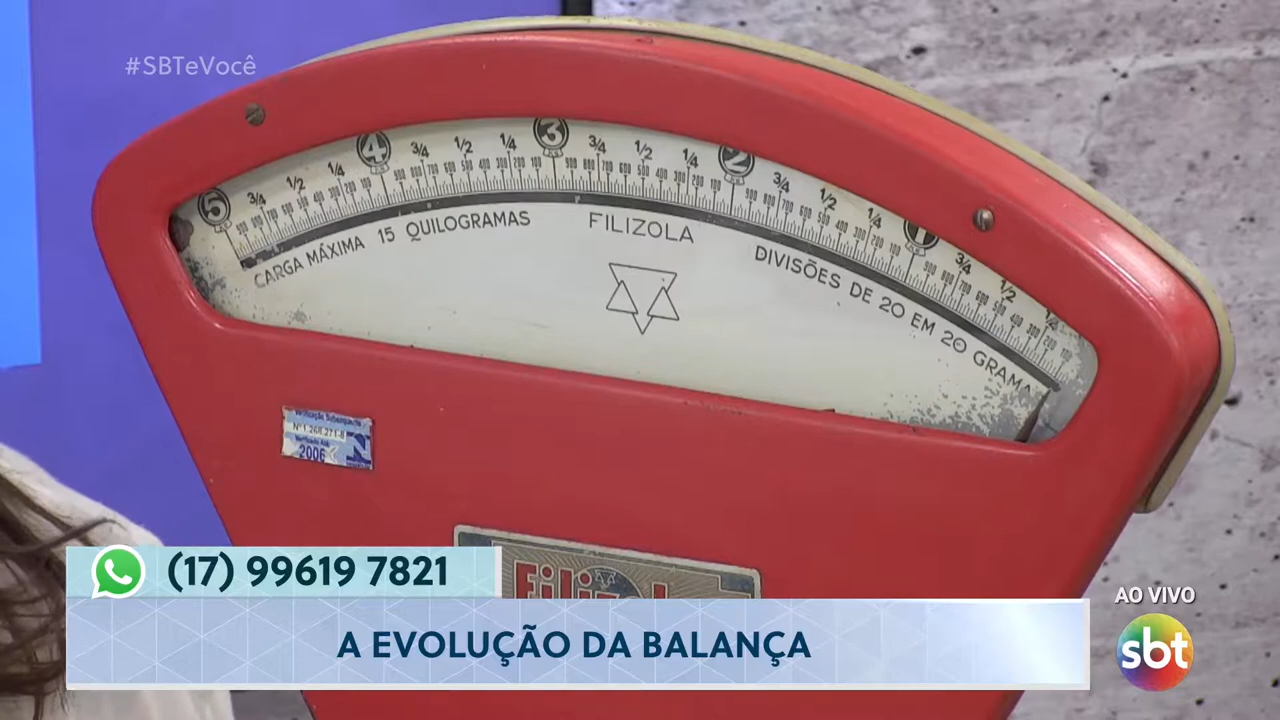 #SBTeVocê
5 3/4 1/2 1/4 4 3/4 1/2 1/4 3 3/4 1/2 1/4 2 3/4 1/2 1/4 1 3/4 1/2 1/4
CARGA MÁXIMA 15 QUILOGRAMAS
FILIZOLA
DIVISÕES DE 20 EM 20 GRAMA
2006
(17) 99619 7821
A EVOLUÇÃO DA BALANÇA
AO VIVO
sbt